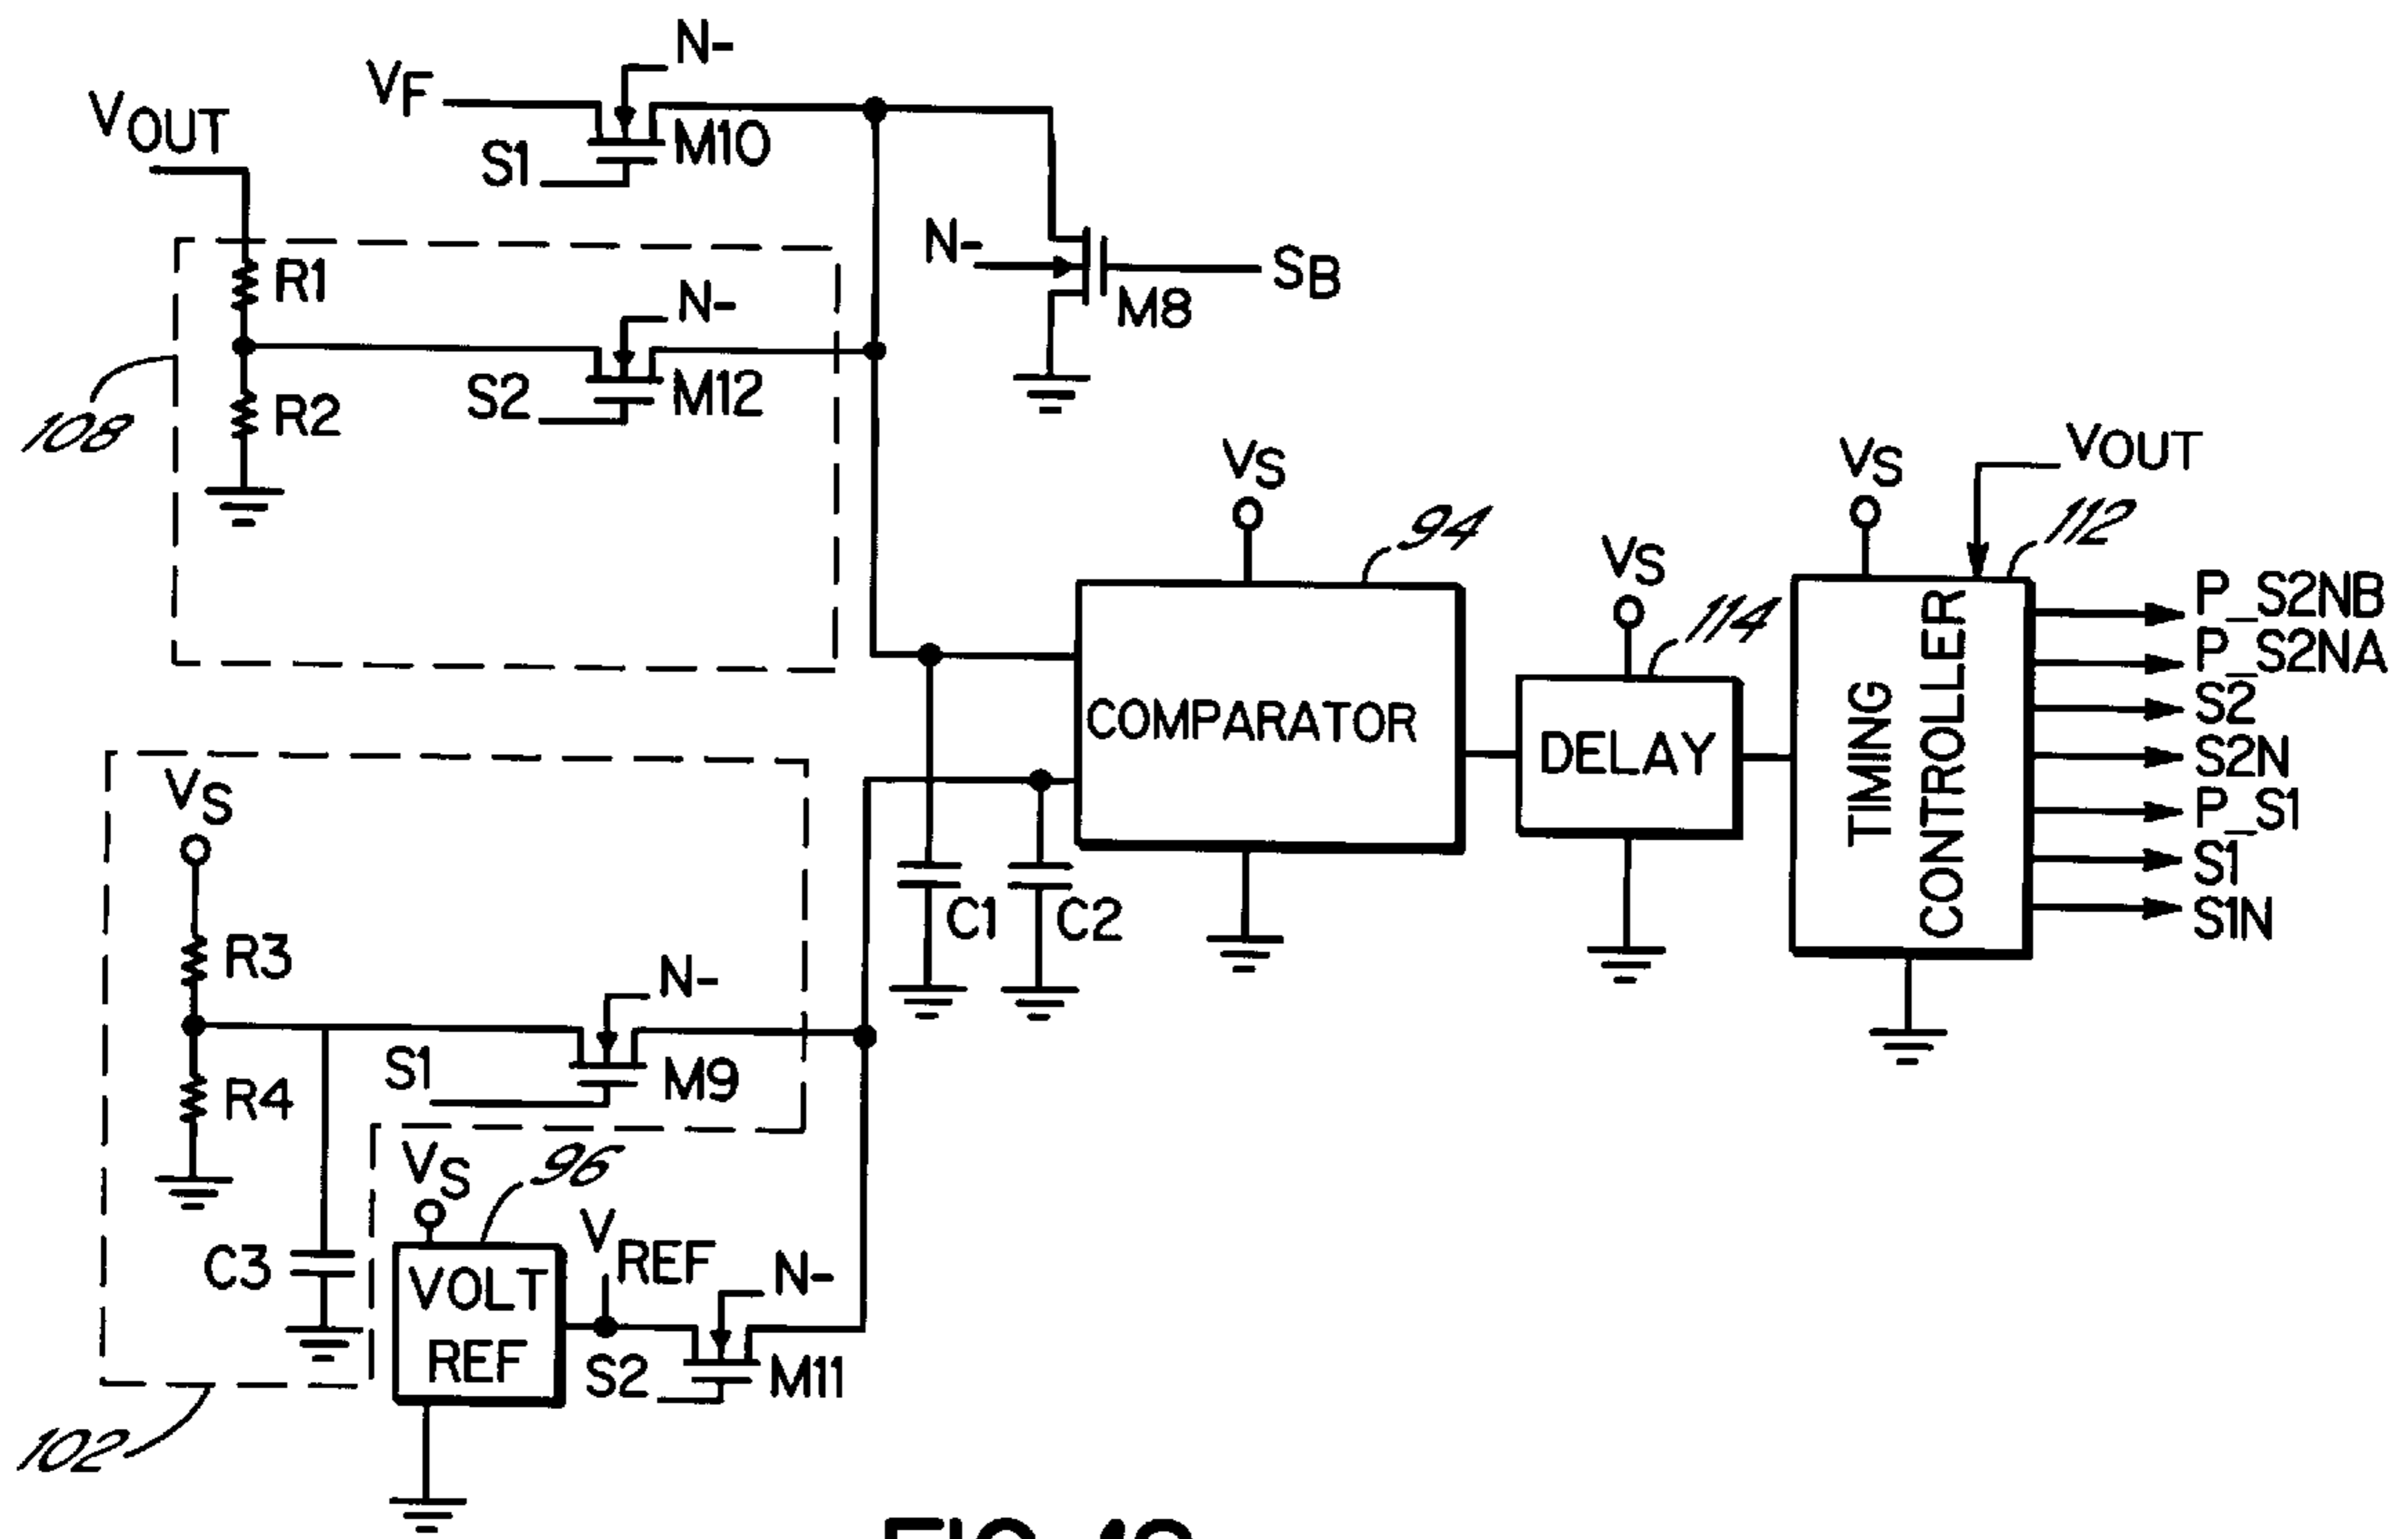 N-
VF
VOUT
M10
S1
R1
N-
SB
N-
M8
S2
M12
R2
108
VS
VOUT
VS
112
94
VS
114
P_S2NB
P_S2NA
S2
S2N
P_S1
S1
S1N
COMPARATOR
DELAY
TIMING
CONTROLLER
VS
C1
C2
R3
N-
S1
M9
R4
VS
96
VREF
N-
C3
VOLT
REF
S2
M11
102